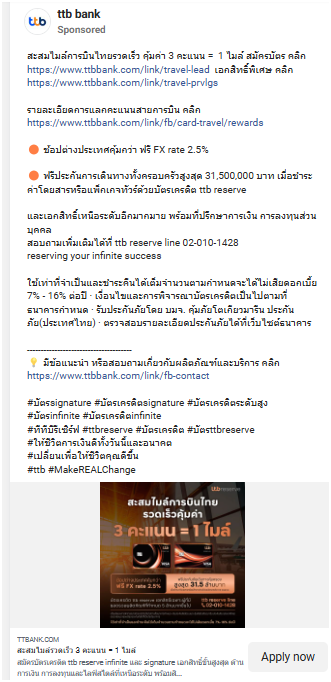 ttb bank
Sponsored
สะสมไมล์การบินไทยรวดเร็ว คุ้มค่า 3 คะแนน = 1 ไมล์ สมัครบัตร คลิก
https://www.ttbbank.com/link/travel-lead เอกสิทธิ์พิเศษ คลิก
https://www.ttbbank.com/link/travel-prvlgs
รายละเอียดการแลกคะแนนสายการบิน คลิก
https://www.ttbbank.com/link/fb/card-travel/rewards
🟠 ช้อปต่างประเทศคุ้มกว่า ฟรี FX rate 2.5%
🟠 ฟรีประกันการเดินทางทั้งครอบครัวสูงสุด 31,500,000 บาท เมื่อชำระ
ค่าโดยสารหรือแพ็กเกจทัวร์ด้วยบัตรเครดิต ttb reserve
และเอกสิทธิ์เหนือระดับอีกมากมาย พร้อมที่ปรึกษาการเงิน การลงทุนส่วน
บุคคล
สอบถามเพิ่มเติมได้ที่ ttb reserve line 02-010-1428
reserving your infinite success
ใช้เท่าที่จำเป็นและชำระคืนได้เต็มจำนวนตามกำหนดจะได้ไม่เสียดอกเบี้ย
7% - 16% ต่อปี · เงื่อนไขและการพิจารณาบัตรเครดิตเป็นไปตามที่
ธนาคารกำหนด · รับประกันภัยโดย บมจ. คุ้มภัยโตเกียวมารีน ประกัน
ภัย(ประเทศไทย) · ตรวจสอบรายละเอียดประกันภัยได้ที่เว็บไซต์ธนาคาร
-----------------------------------
💡 มีข้อแนะนำ หรือสอบถามเกี่ยวกับผลิตภัณฑ์และบริการ คลิก
https://www.ttbbank.com/link/fb-contact
#บัตรsignature #บัตรเครดิตsignature #บัตรเครดิตระดับสูง
#บัตรinfinite #บัตรเครดิตinfinite
#ทีทีบีรีเซิร์ฟ #ttbreserve #บัตรเครดิต #บัตรttbreserve
#ให้ชีวิตการเงินดีทั้งวันนี้และอนาคต
#เปลี่ยนเพื่อให้ชีวิตคุณดีขึ้น
#ttb #MakeREALChange
ttb reserve
สะสมไมล์การบินไทย
รวดเร็วคุ้มค่า
3 คะแนน = 1 ไมล์
ฟรี FX rate 2.5%
สูงสุด 31.5 ล้านบาท
02-010-1428
TTBBANK.COM
สะสมไมล์รวดเร็ว 3 คะแนน = 1 ไมล์
สมัครบัตรเครดิต ttb reserve infinite และ signature เอกสิทธิ์ขั้นสูงสุด ด้าน
การเงิน การลงทุนและไลฟ์สไตล์ที่เหนือระดับ พร้อมสิ...
Apply now